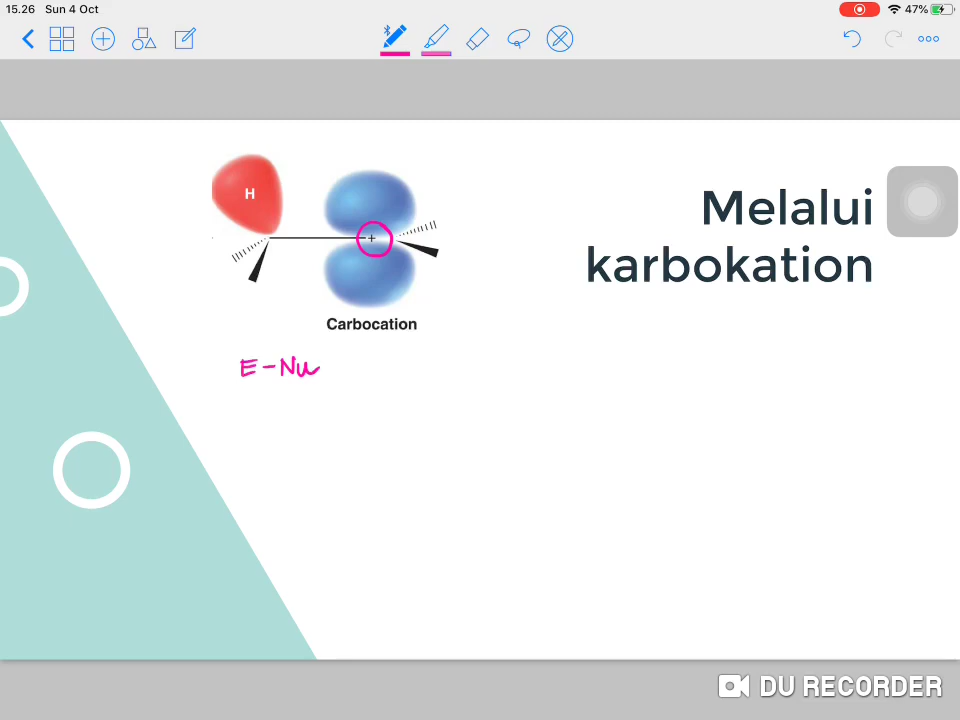 15.26 Sun 4 Oct
47%
H
+
Carbocation
E-Nu
Melalui
karbokation
DU RECORDER